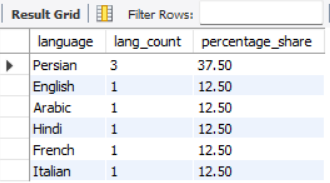 Result Grid Filter Rows:
language lang_count percentage_share
Persian 3 37.50
English 1 12.50
Arabic 1 12.50
Hindi 1 12.50
French 1 12.50
Italian 1 12.50